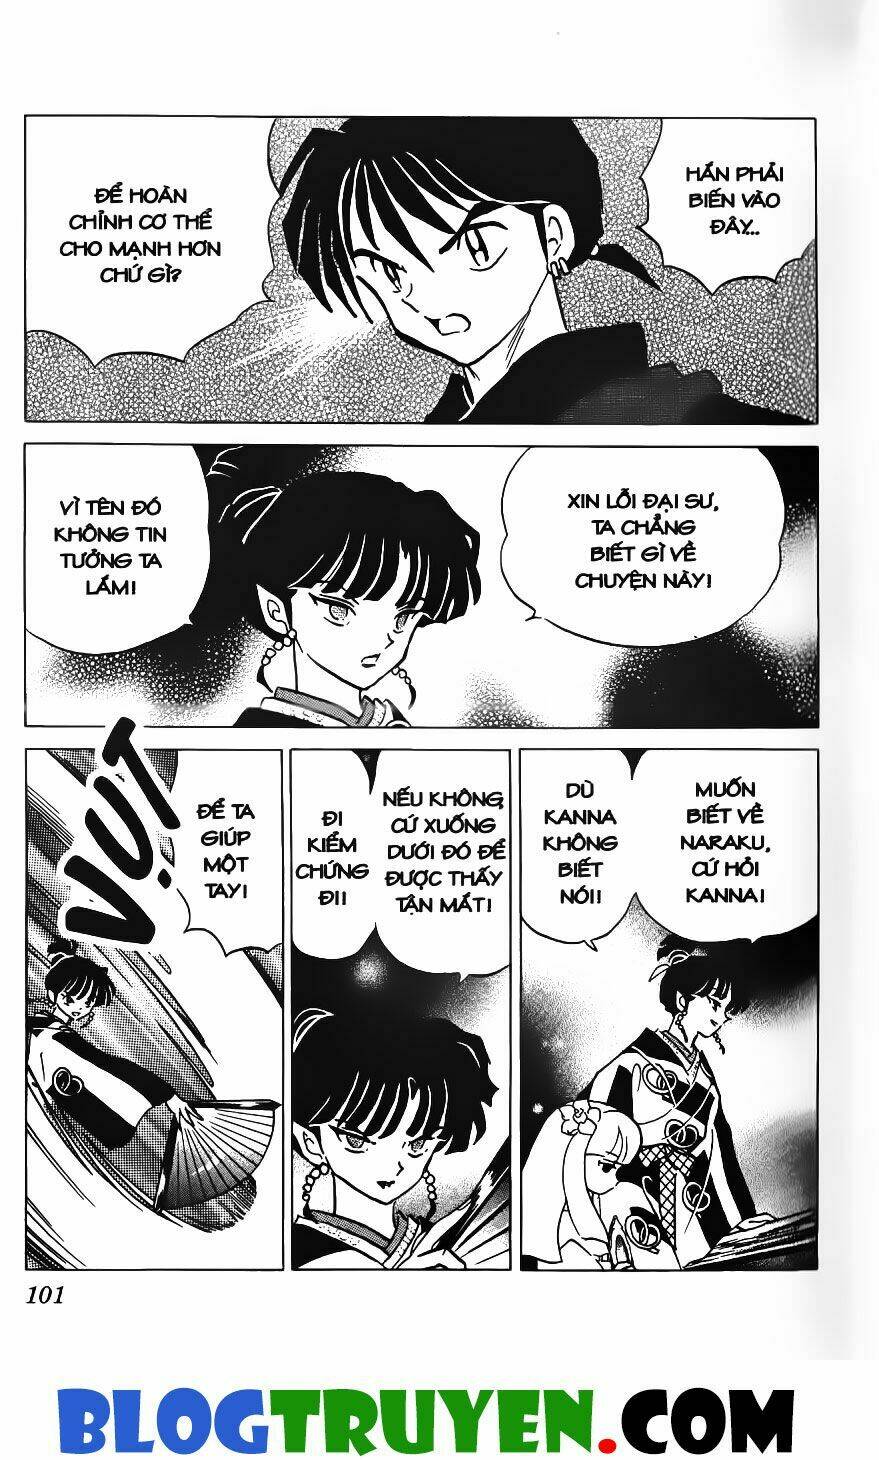 HẮN PHẢI
BIẾN VÀO
ĐÂY...
ĐỂ HOÀN
CHỈNH CƠ THỂ
CHO MẠNH HƠN
CHỨ GÌ?
XIN LỖI ĐẠI SƯ,
TA CHẲNG
BIẾT GÌ VỀ
CHUYỆN NÀY!
VÌ TÊN ĐÓ
KHÔNG TIN
TƯỞNG TA
LẮM!
MUỐN
BIẾT VỀ
NARAKU,
CỨ HỎI
KANNA!
DÙ
KANNA
KHÔNG
BIẾT
NÓI!
NẾU KHÔNG,
CỨ XUỐNG
DƯỚI ĐÓ ĐỂ
ĐƯỢC THẤY
TẬN MẮT!
ĐI
KIỂM
CHỨNG
ĐI!
ĐỂ TA
GIÚP
MỘT
TAY!
VỤT
101
BLOGTRUYEN.COM